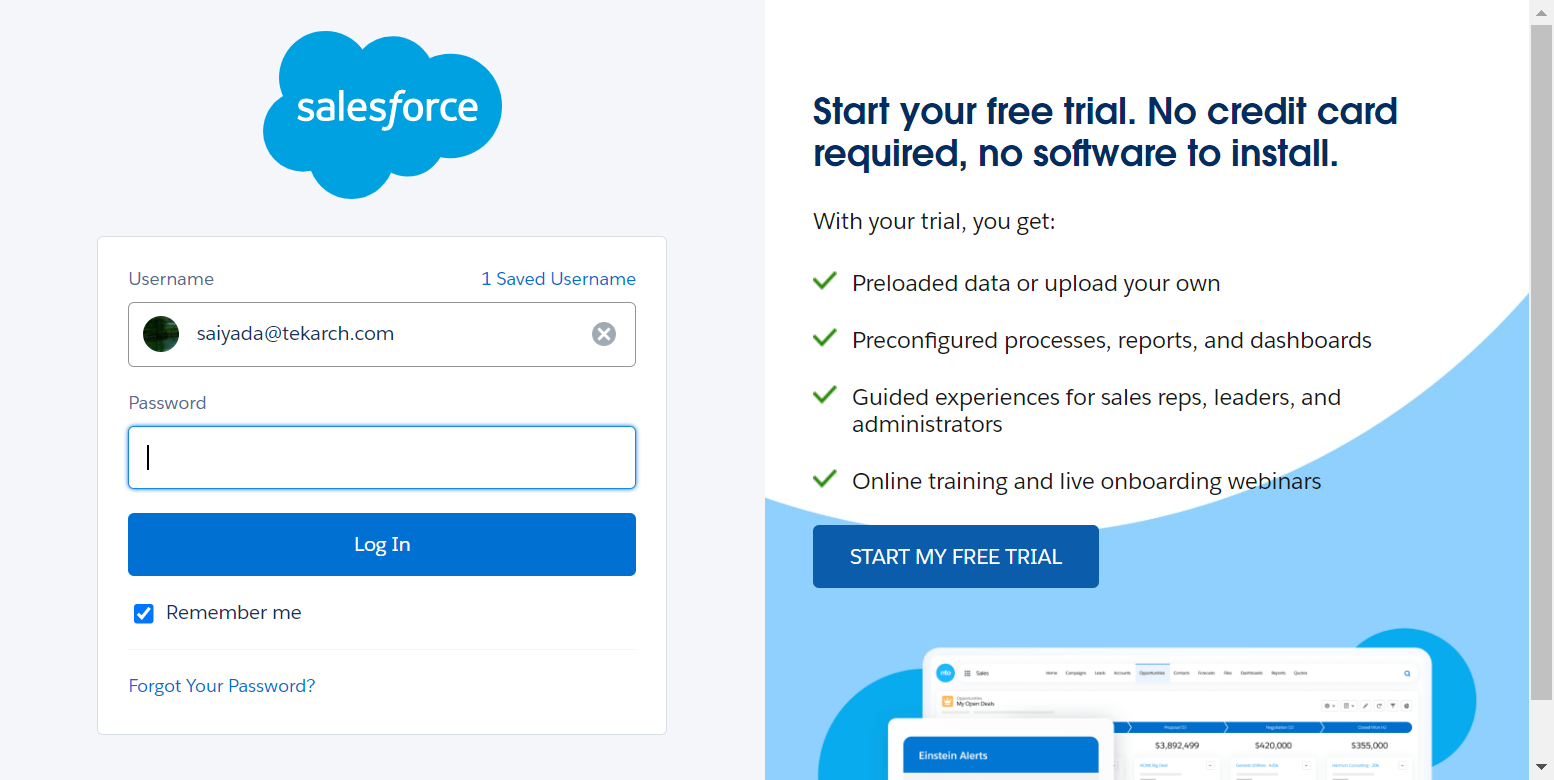 salesforce
Username
1 Saved Username
saiyada@tekarch.com
Password
Log In
Remember me
Forgot Your Password?
Start your free trial. No credit card
required, no software to install.
With your trial, you get:
Preloaded data or upload your own
Preconfigured processes, reports, and dashboards
Guided experiences for sales reps, leaders, and
administrators
Online training and live onboarding webinars
START MY FREE TRIAL
nto Sales Home Campaigns Leads Accounts Opportunities Contacts Forecasts Files Dashboards Reports Quotes
Opportunities
My Open Deals
$3,892,499 $420,000 $355,000
Einstein Alerts